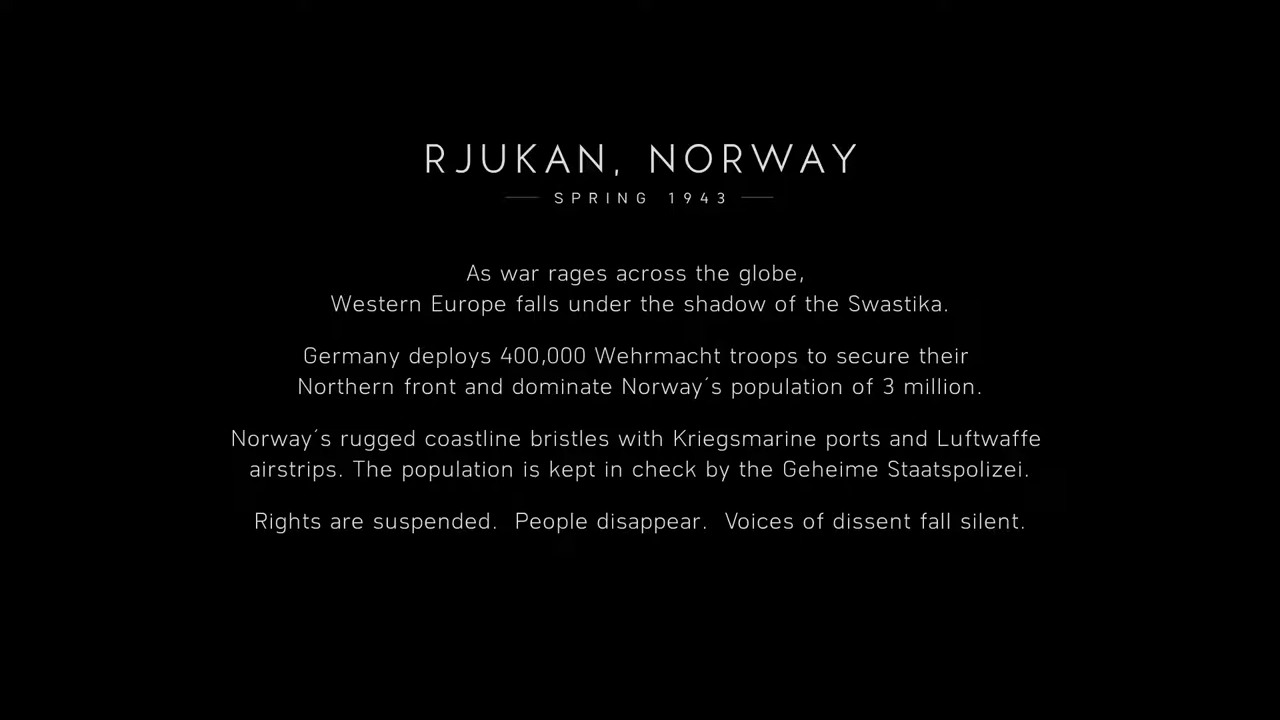 RJUKAN, NORWAY
SPRING 1943
As war rages across the globe,
Western Europe falls under the shadow of the Swastika.
Germany deploys 400,000 Wehrmacht troops to secure their
Northern front and dominate Norway´s population of 3 million.
Norway´s rugged coastline bristles with Kriegsmarine ports and Luftwaffe
airstrips. The population is kept in check by the Geheime Staatspolizei.
Rights are suspended.  People disappear.  Voices of dissent fall silent.